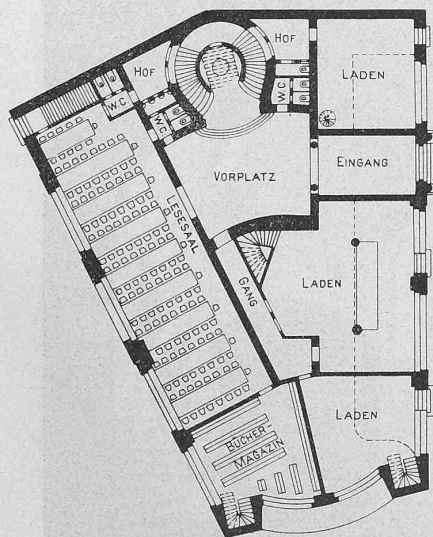 HOF
HOF
LADEN
W.C.
W.C.
W.C.
VORPLATZ
EINGANG
LESESAAL
GANG
LADEN
LADEN
BÜCHER-
MAGAZIN